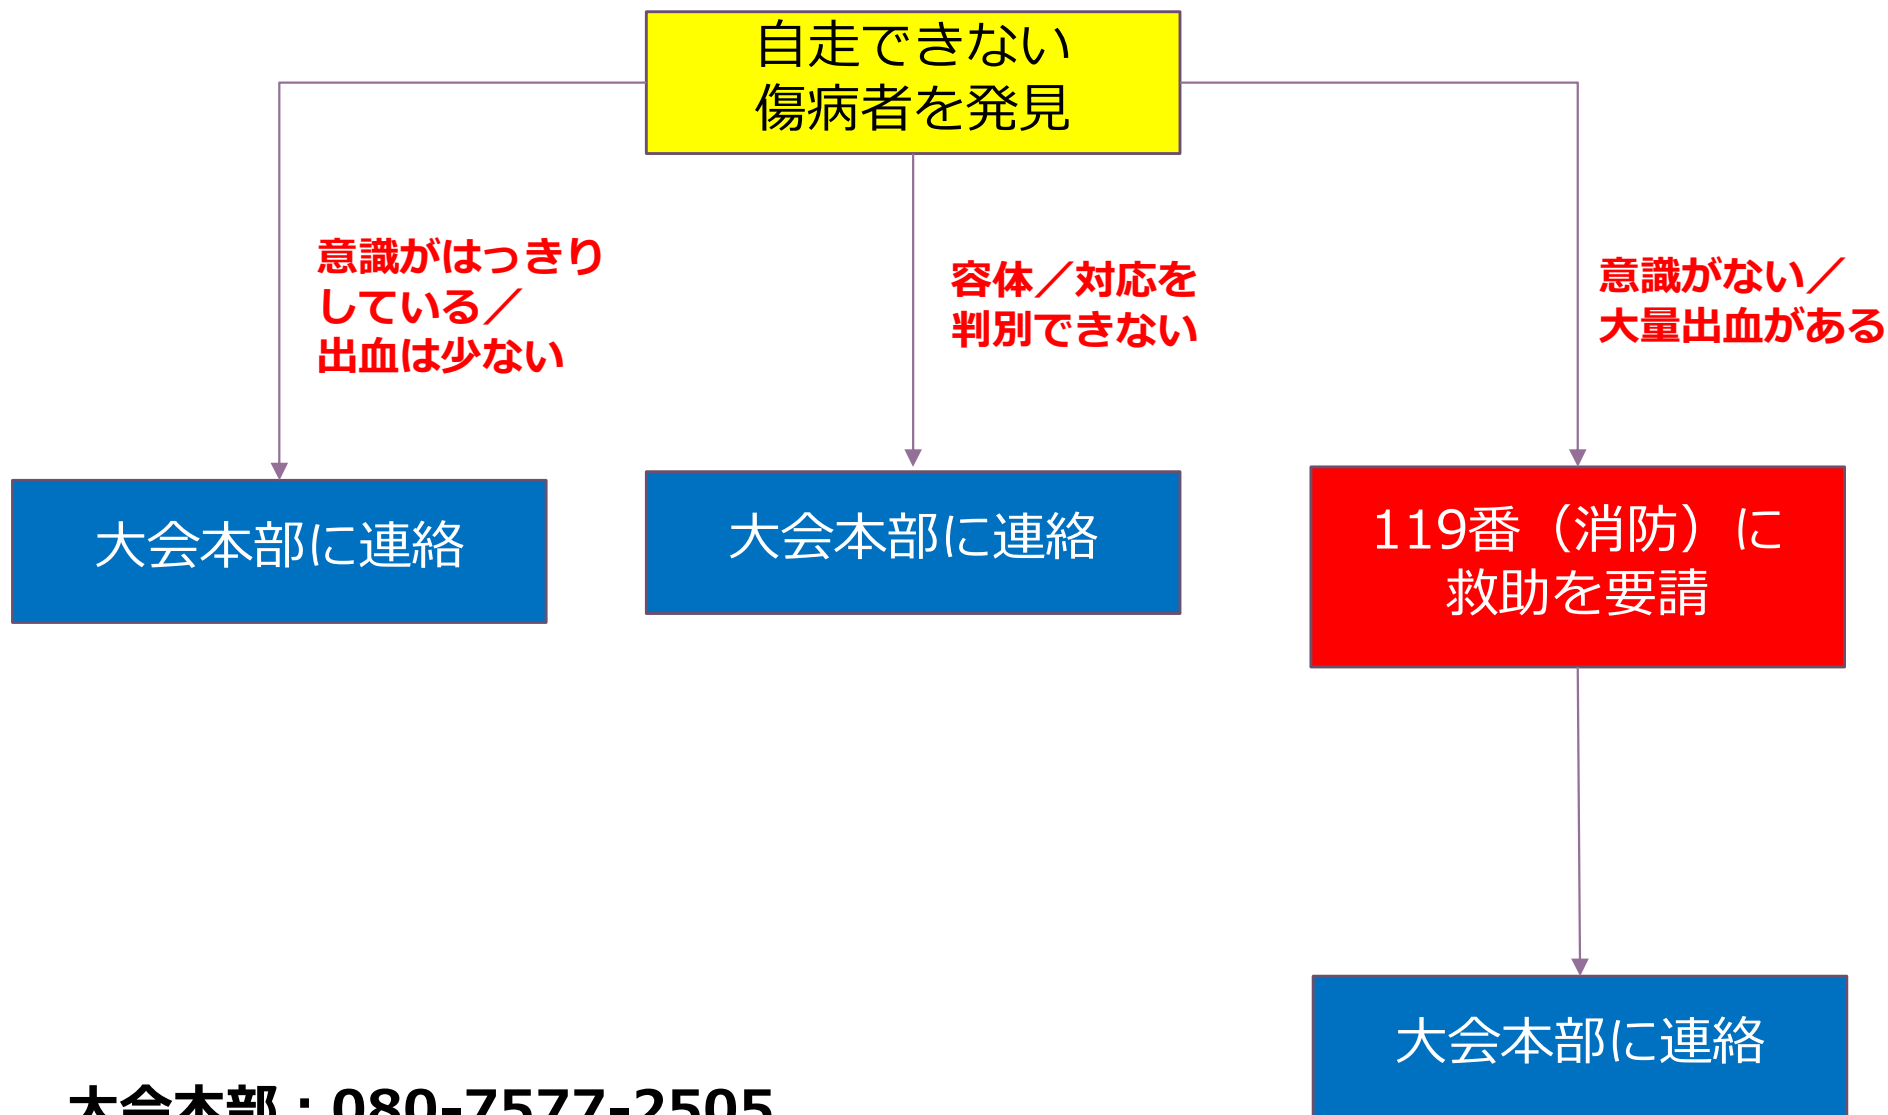 自走できない
傷病者を発見
意識がはっきり
している／
出血は少ない
容体／対応を
判別できない
意識がない／
大量出血がある
大会本部に連絡
大会本部に連絡
119番（消防）に
救助を要請
大会本部に連絡
大会本部：080-7577-2505